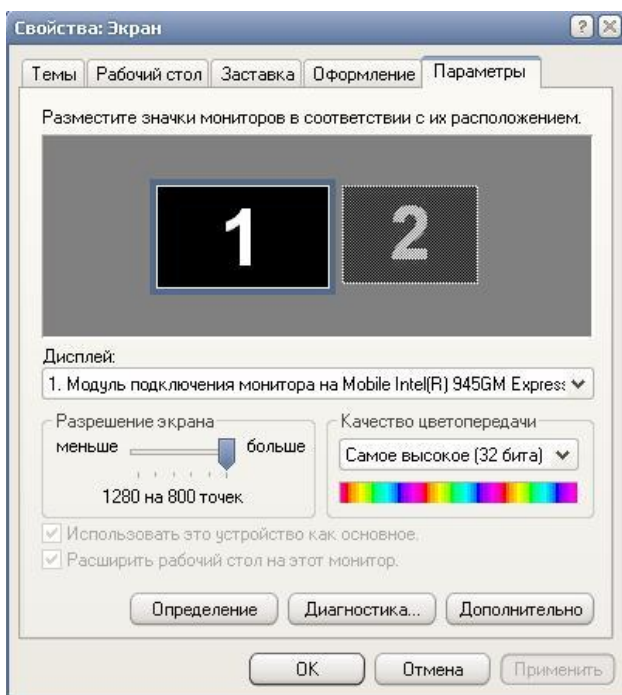 Свойства: Экран
Темы Рабочий стол Заставка Оформление Параметры
Разместите значки мониторов в соответствии с их расположением.
1 2
Дисплей:
1. Модуль подключения монитора на Mobile Intel(R) 945GM Express
Разрешение экрана
меньше больше
1280 на 800 точек
Качество цветопередачи
Самое высокое (32 бита)
Использовать это устройство как основное.
Расширить рабочий стол на этот монитор.
Определение Диагностика... Дополнительно
OK Отмена Применить